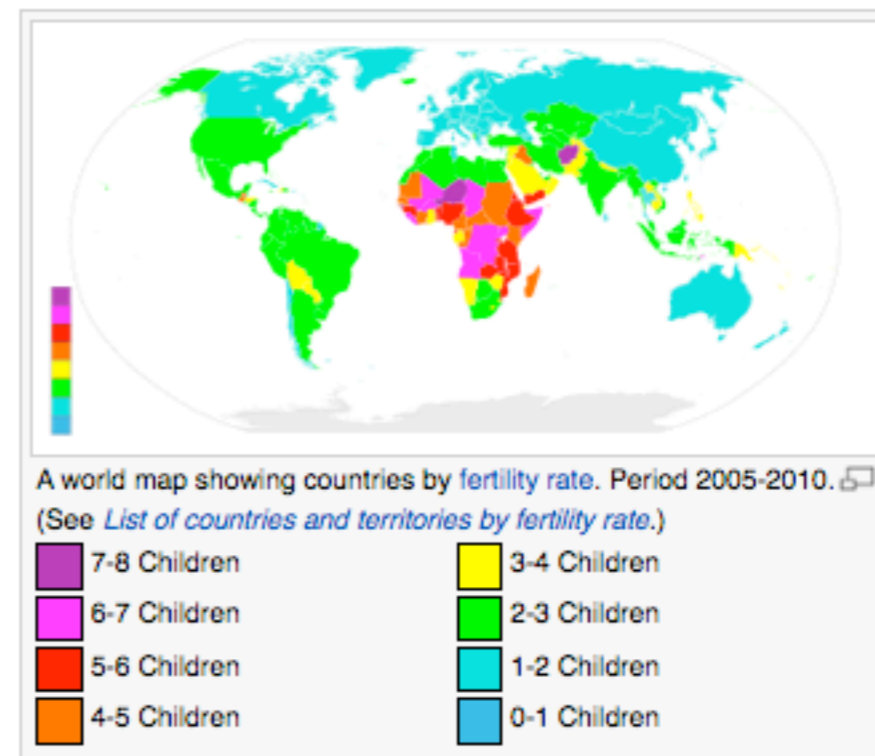 A world map showing countries by fertility rate. Period 2005-2010.
(See List of countries and territories by fertility rate.)
7-8 Children
6-7 Children
5-6 Children
4-5 Children
3-4 Children
2-3 Children
1-2 Children
0-1 Children